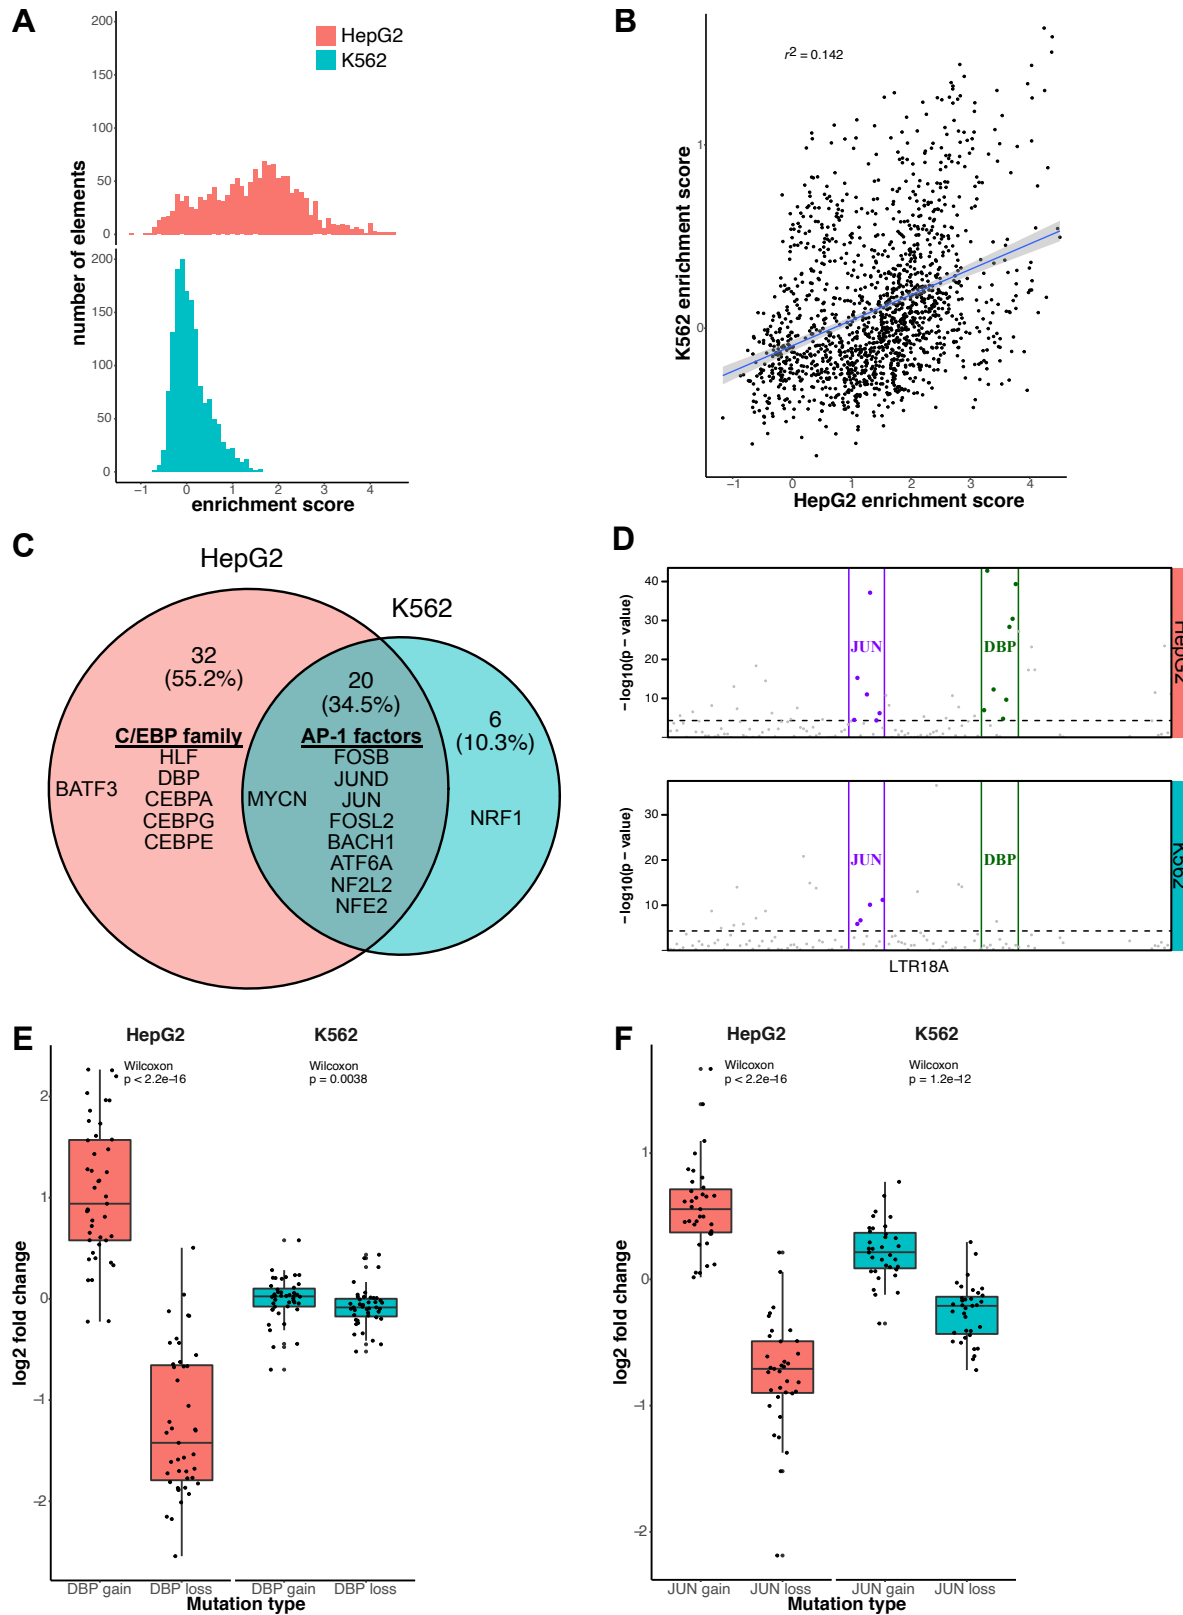 A
200
150
100
50
0
HepG2
K562
200
150
100
50
0
number of elements
−1
0
1
2
3
4
enrichment score
B
r² = 0.142
1
0
K562 enrichment score
−1
0
1
2
3
4
HepG2 enrichment score
C
HepG2
K562
32
(55.2%)
20
(34.5%)
6
(10.3%)
C/EBP family
HLF
DBP
CEBPA
CEBPG
CEBPE
BATF3
MYCN
AP-1 factors
FOSB
JUND
JUN
FOSL2
BACH1
ATF6A
NF2L2
NFE2
NRF1
D
40
30
20
10
−log10(p − value)
JUN
DBP
HepG2
30
20
10
−log10(p − value)
JUN
DBP
K562
LTR18A
E
HepG2
K562
Wilcoxon
p < 2.2e−16
Wilcoxon
p = 0.0038
2
1
0
−1
−2
log2 fold change
DBP gain
DBP loss
DBP gain
DBP loss
Mutation type
F
HepG2
K562
Wilcoxon
p < 2.2e−16
Wilcoxon
p = 1.2e−12
1
0
−1
−2
log2 fold change
JUN gain
JUN loss
JUN gain
JUN loss
Mutation type